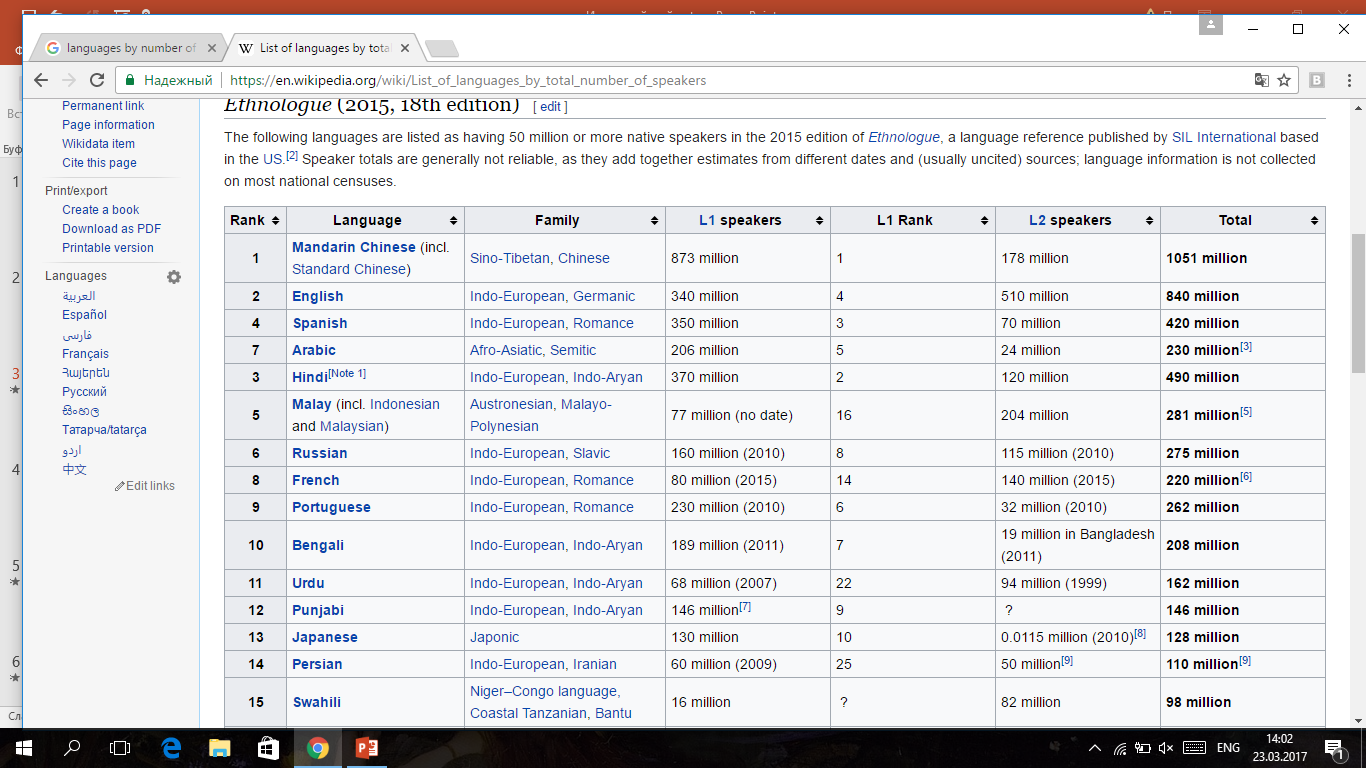 languages by number of
List of languages by tota
Надежный
https://en.wikipedia.org/wiki/List_of_languages_by_total_number_of_speakers
Permanent link
Page information
Wikidata item
Cite this page
Print/export
Create a book
Download as PDF
Printable version
Languages
العربية
Español
فارسی
Français
Հայերեն
Русский
සිංහල
Татарча/tatarça
اردو
中文
Edit links
Ethnologue (2015, 18th edition) [ edit ]
The following languages are listed as having 50 million or more native speakers in the 2015 edition of Ethnologue, a language reference published by SIL International based
in the US.[2] Speaker totals are generally not reliable, as they add together estimates from different dates and (usually uncited) sources; language information is not collected
on most national censuses.
Rank Language Family L1 speakers L1 Rank L2 speakers Total
1 Mandarin Chinese (incl. Standard Chinese) Sino-Tibetan, Chinese 873 million 1 178 million 1051 million
2 English Indo-European, Germanic 340 million 4 510 million 840 million
4 Spanish Indo-European, Romance 350 million 3 70 million 420 million
7 Arabic Afro-Asiatic, Semitic 206 million 5 24 million 230 million[3]
3 Hindi[Note 1] Indo-European, Indo-Aryan 370 million 2 120 million 490 million
5 Malay (incl. Indonesian and Malaysian) Austronesian, Malayo-Polynesian 77 million (no date) 16 204 million 281 million[5]
6 Russian Indo-European, Slavic 160 million (2010) 8 115 million (2010) 275 million
8 French Indo-European, Romance 80 million (2015) 14 140 million (2015) 220 million[6]
9 Portuguese Indo-European, Romance 230 million (2010) 6 32 million (2010) 262 million
10 Bengali Indo-European, Indo-Aryan 189 million (2011) 7 19 million in Bangladesh (2011) 208 million
11 Urdu Indo-European, Indo-Aryan 68 million (2007) 22 94 million (1999) 162 million
12 Punjabi Indo-European, Indo-Aryan 146 million[7] 9 ? 146 million
13 Japanese Japonic 130 million 10 0.0115 million (2010)[8] 128 million
14 Persian Indo-European, Iranian 60 million (2009) 25 50 million[9] 110 million[9]
15 Swahili Niger–Congo language, Coastal Tanzanian, Bantu 16 million ? 82 million 98 million
1
2
3
4
5
6
ENG
14:02
23.03.2017